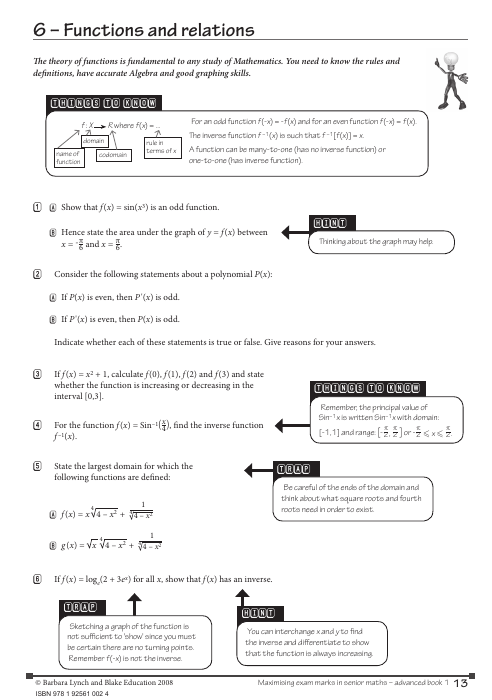 6 – Functions and relations
The theory of functions is fundamental to any study of Mathematics. You need to know the rules and
definitions, have accurate Algebra and good graphing skills.
THINGS TO KNOW
f : X → R where f(x) = ...
domain
name of
function
codomain
rule in
terms of x
For an odd function f(-x) = -f(x) and for an even function f(-x) = f(x).
The inverse function f⁻¹(x) is such that f⁻¹[f(x)] = x.
A function can be many-to-one (has no inverse function) or
one-to-one (has inverse function).
1 A Show that f(x) = sin(x³) is an odd function.
B Hence state the area under the graph of y = f(x) between
x = -π/6 and x = π/6.
HINT
Thinking about the graph may help.
2 Consider the following statements about a polynomial P(x):
A If P(x) is even, then P'(x) is odd.
B If P'(x) is even, then P(x) is odd.
Indicate whether each of these statements is true or false. Give reasons for your answers.
3 If f(x) = x² + 1, calculate f(0), f(1), f(2) and f(3) and state
whether the function is increasing or decreasing in the
interval [0,3].
THINGS TO KNOW
Remember, the principal value of
Sin⁻¹x is written Sin⁻¹x with domain:
[-1,1] and range: [-π/2, π/2] or -π/2 ⩽ x ⩽ π/2.
4 For the function f(x) = Sin⁻¹(x/4), find the inverse function
f⁻¹(x).
5 State the largest domain for which the
following functions are defined:
TRAP
Be careful of the ends of the domain and
think about what square roots and fourth
roots need in order to exist.
A f(x) = x∜(4 – x²) + 1/∜(4 – x²)
B g(x) = √x ∜(4 – x²) + 1/∜(4 – x²)
6 If f(x) = logₑ(2 + 3eˣ) for all x, show that f(x) has an inverse.
TRAP
Sketching a graph of the function is
not sufficient to 'show' since you must
be certain there are no turning points.
Remember f(-x) is not the inverse.
HINT
You can interchange x and y to find
the inverse and differentiate to show
that the function is always increasing.
© Barbara Lynch and Blake Education 2008
ISBN 978 1 92561 002 4
Maximising exam marks in senior maths – advanced book 1 13